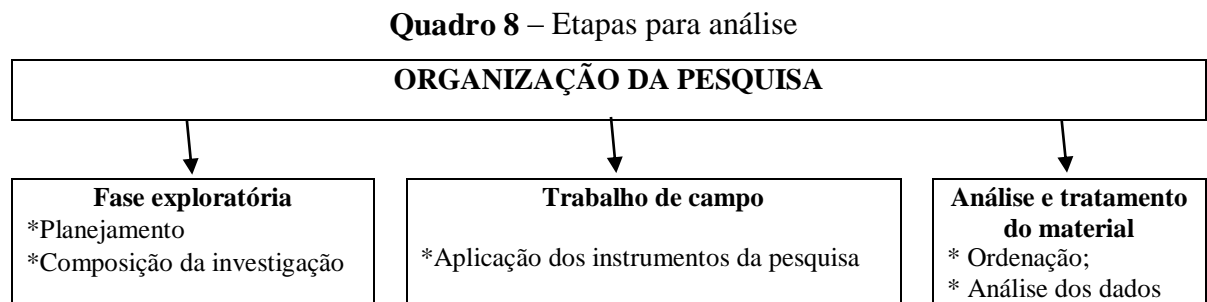 Quadro 8 – Etapas para análise
ORGANIZAÇÃO DA PESQUISA
Fase exploratória
*Planejamento
*Composição da investigação
Trabalho de campo
*Aplicação dos instrumentos da pesquisa
Análise e tratamento
do material
* Ordenação;
* Análise dos dados